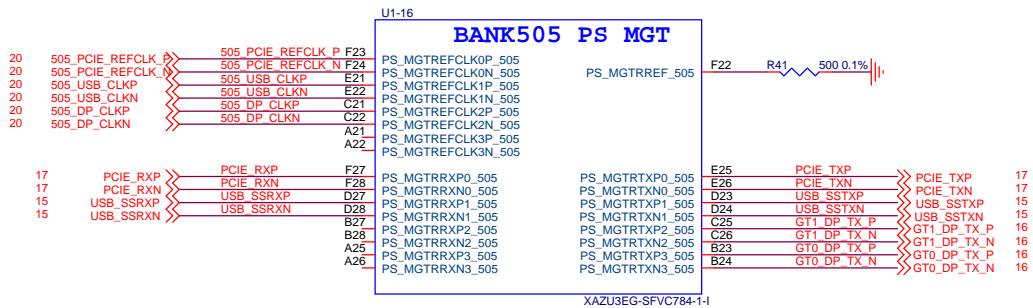 U1-16
BANK505 PS MGT
20 505_PCIE_REFCLK_P 505_PCIE_REFCLK_P F23 PS_MGTREFCLK0P_505
20 505_PCIE_REFCLK_N 505_PCIE_REFCLK_N F24 PS_MGTREFCLK0N_505 PS_MGTRREF_505 F22 R41 500 0.1%
20 505_USB_CLKP 505_USB_CLKP E21 PS_MGTREFCLK1P_505
20 505_USB_CLKN 505_USB_CLKN E22 PS_MGTREFCLK1N_505
20 505_DP_CLKP 505_DP_CLKP C21 PS_MGTREFCLK2P_505
20 505_DP_CLKN 505_DP_CLKN C22 PS_MGTREFCLK2N_505
A21 PS_MGTREFCLK3P_505
A22 PS_MGTREFCLK3N_505
17 PCIE_RXP PCIE_RXP F27 PS_MGTRRXP0_505 PS_MGTRTXP0_505 E25 PCIE_TXP PCIE_TXP 17
17 PCIE_RXN PCIE_RXN F28 PS_MGTRRXN0_505 PS_MGTRTXN0_505 E26 PCIE_TXN PCIE_TXN 17
15 USB_SSRXP USB_SSRXP D27 PS_MGTRRXP1_505 PS_MGTRTXP1_505 D23 USB_SSTXP USB_SSTXP 15
15 USB_SSRXN USB_SSRXN D28 PS_MGTRRXN1_505 PS_MGTRTXN1_505 D24 USB_SSTXN USB_SSTXN 15
B27 PS_MGTRRXP2_505 PS_MGTRTXP2_505 C25 GT1_DP_TX_P GT1_DP_TX_P 16
B28 PS_MGTRRXN2_505 PS_MGTRTXN2_505 C26 GT1_DP_TX_N GT1_DP_TX_N 16
A25 PS_MGTRRXP3_505 PS_MGTRTXP3_505 B23 GT0_DP_TX_P GT0_DP_TX_P 16
A26 PS_MGTRRXN3_505 PS_MGTRTXN3_505 B24 GT0_DP_TX_N GT0_DP_TX_N 16
XAZU3EG-SFVC784-1-I